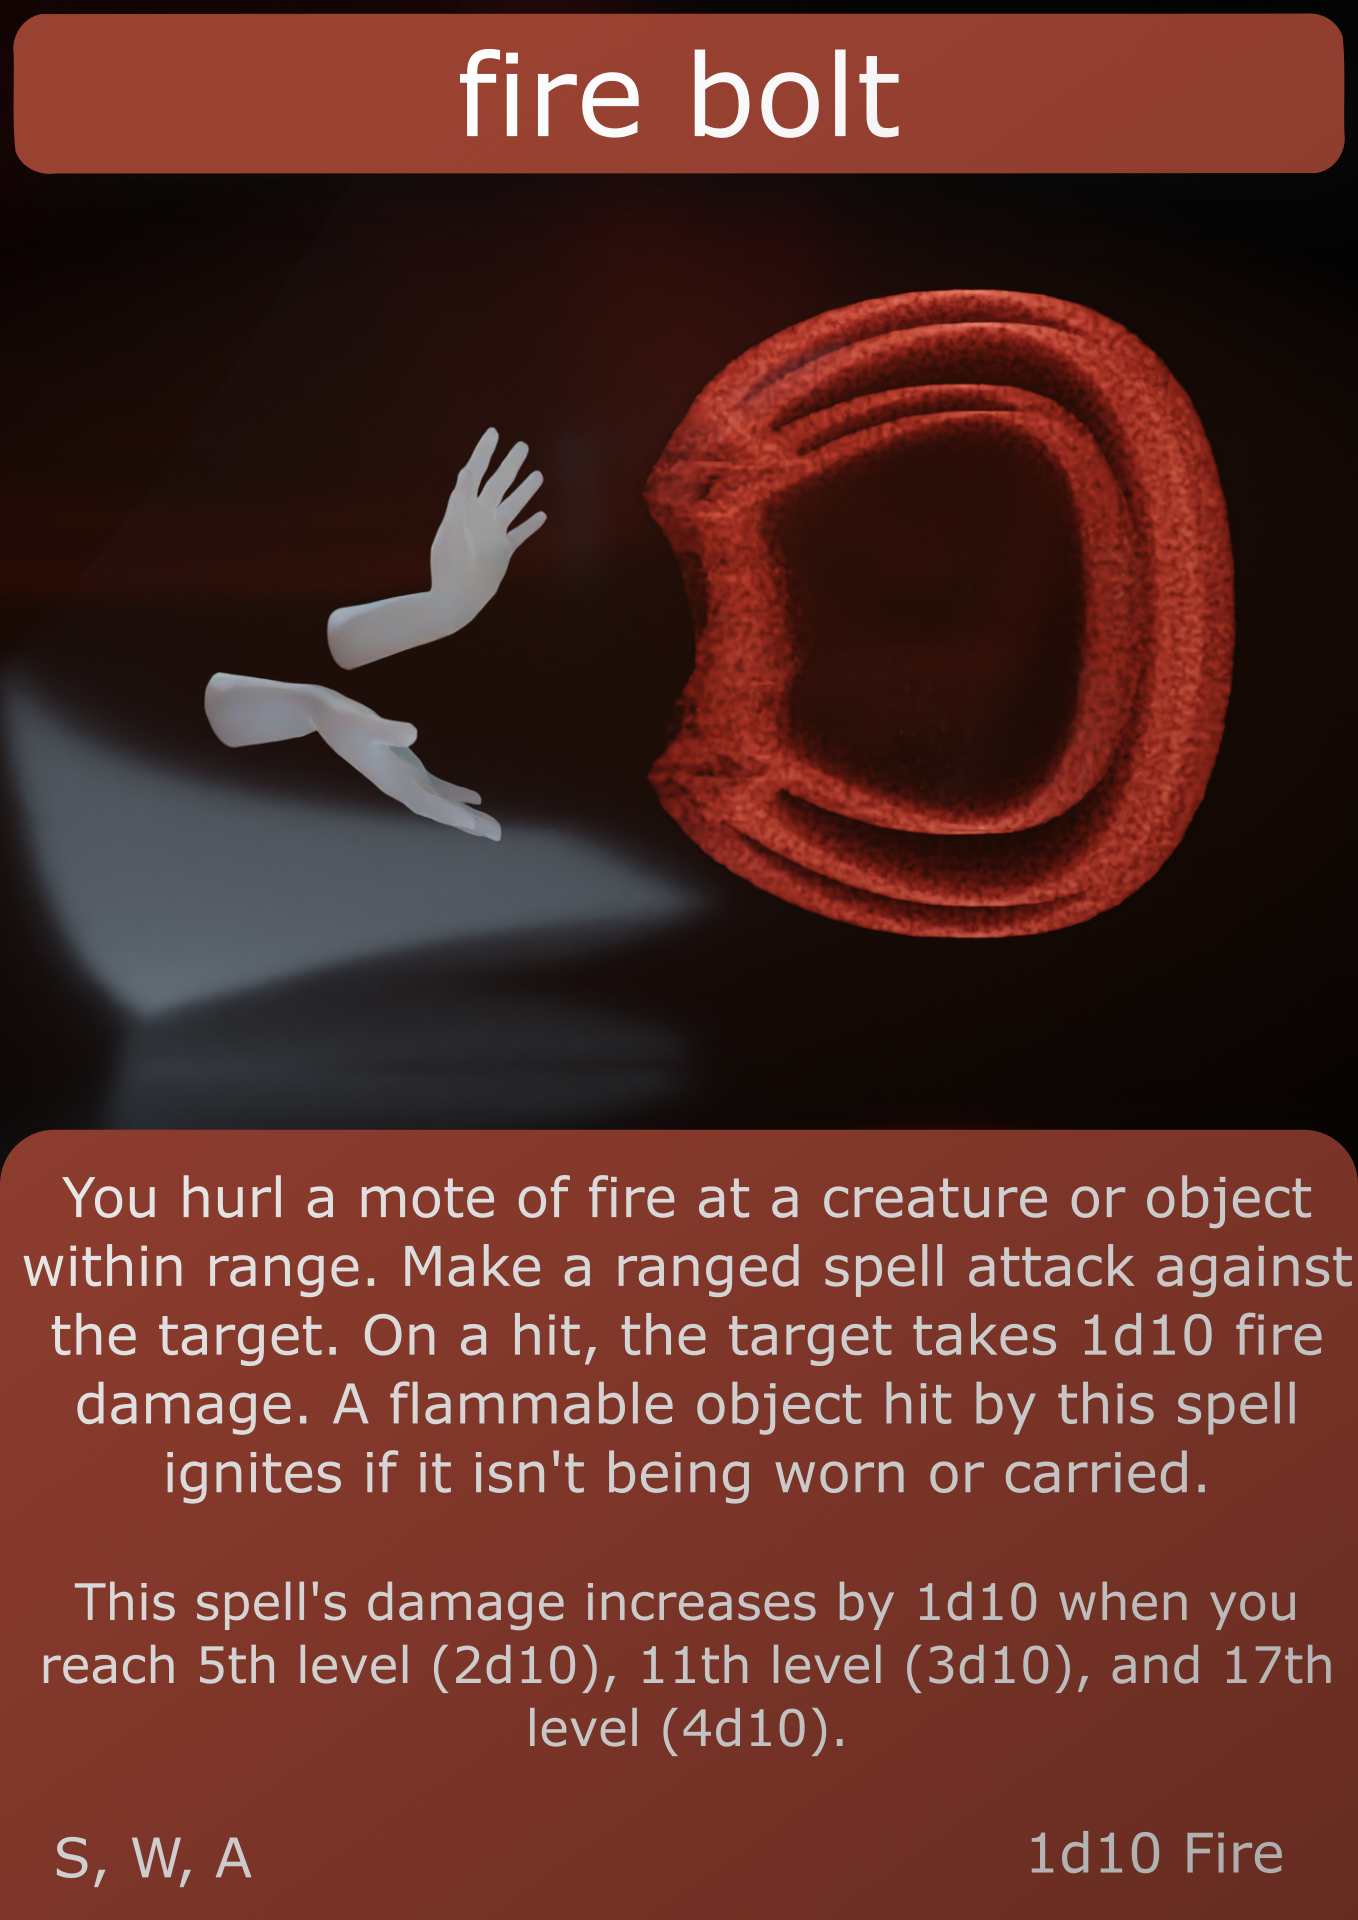 fire bolt
You hurl a mote of fire at a creature or object
within range. Make a ranged spell attack against
the target. On a hit, the target takes 1d10 fire
damage. A flammable object hit by this spell
ignites if it isn't being worn or carried.
This spell's damage increases by 1d10 when you
reach 5th level (2d10), 11th level (3d10), and 17th
level (4d10).
S, W, A
1d10 Fire